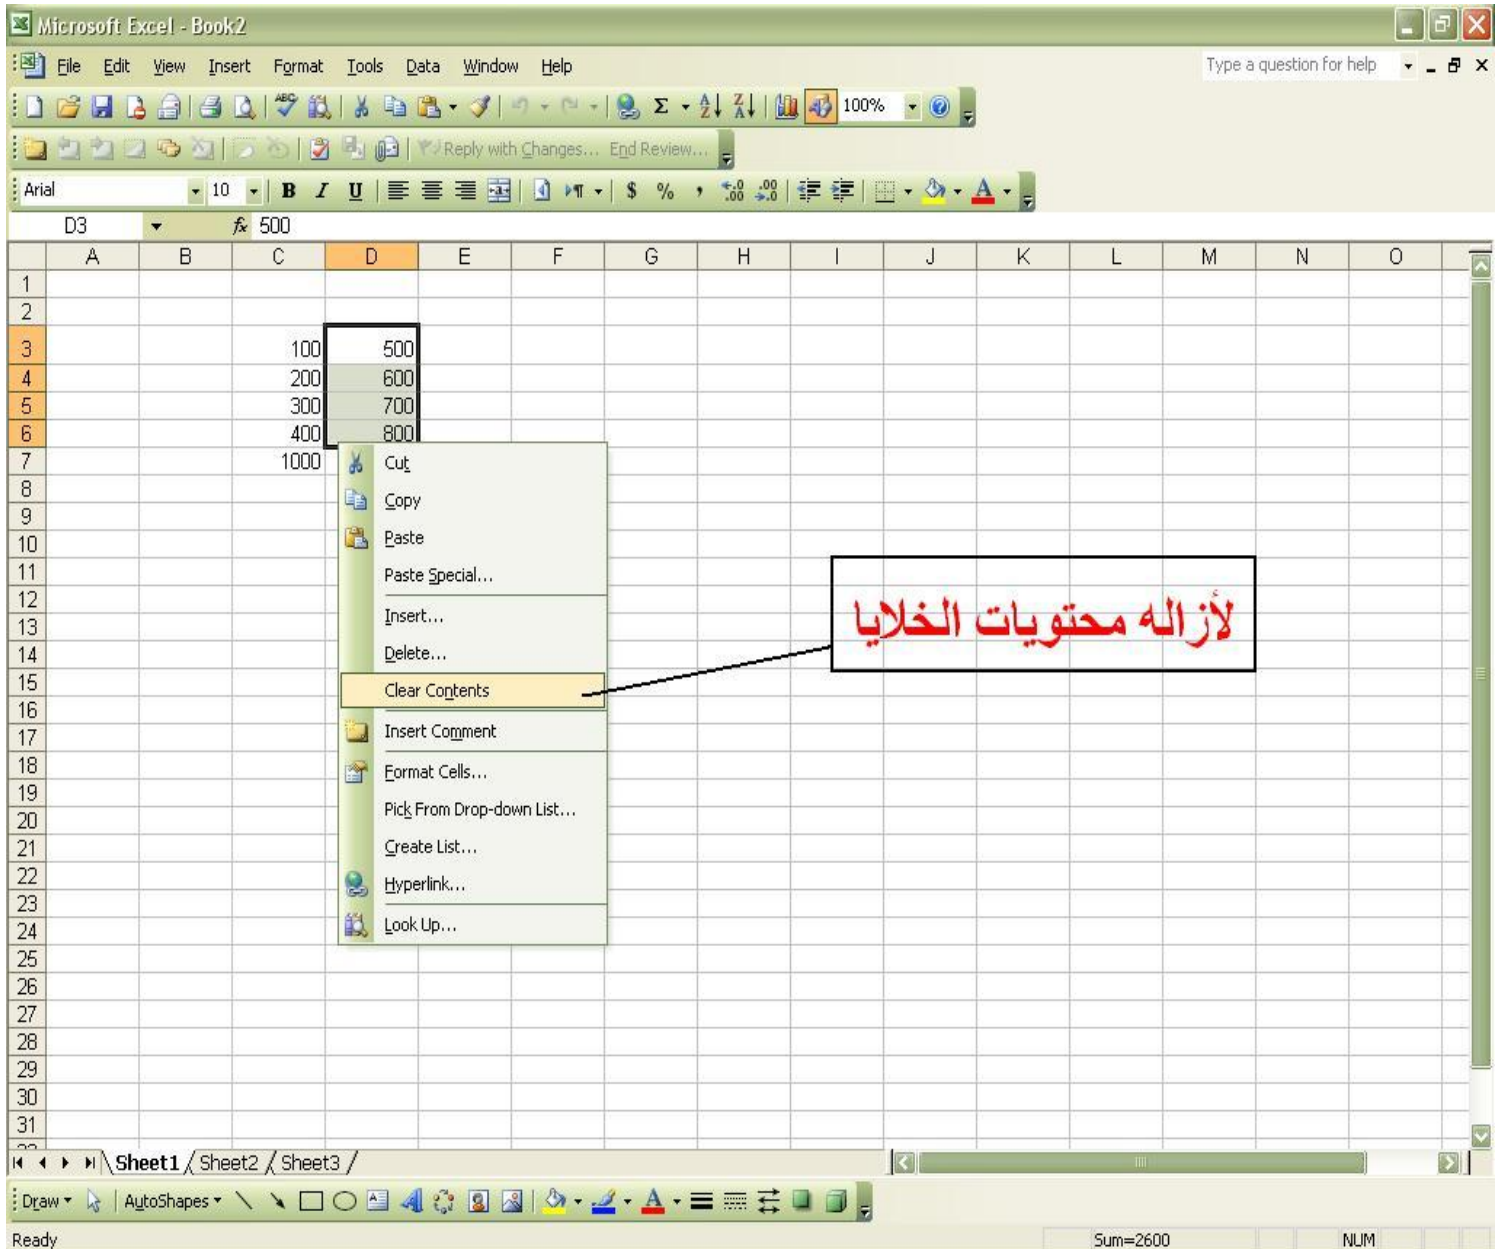 Microsoft Excel - Book2
File Edit View Insert Format Tools Data Window Help Type a question for help
100%
Reply with Changes... End Review...
Arial 10 B I U $ % ,
D3 fx 500
A B C D E F G H I J K L M N O
1
2
3 100 500
4 200 600
5 300 700
6 400 800
7 1000
8
9
10
11
12
13
14
15
16
17
18
19
20
21
22
23
24
25
26
27
28
29
30
31
Cut
Copy
Paste
Paste Special...
Insert...
Delete...
Clear Contents
Insert Comment
Format Cells...
Pick From Drop-down List...
Create List...
Hyperlink...
Look Up...
لأزاله محتويات الخلايا
Sheet1 / Sheet2 / Sheet3 /
Draw AutoShapes
Ready Sum=2600 NUM